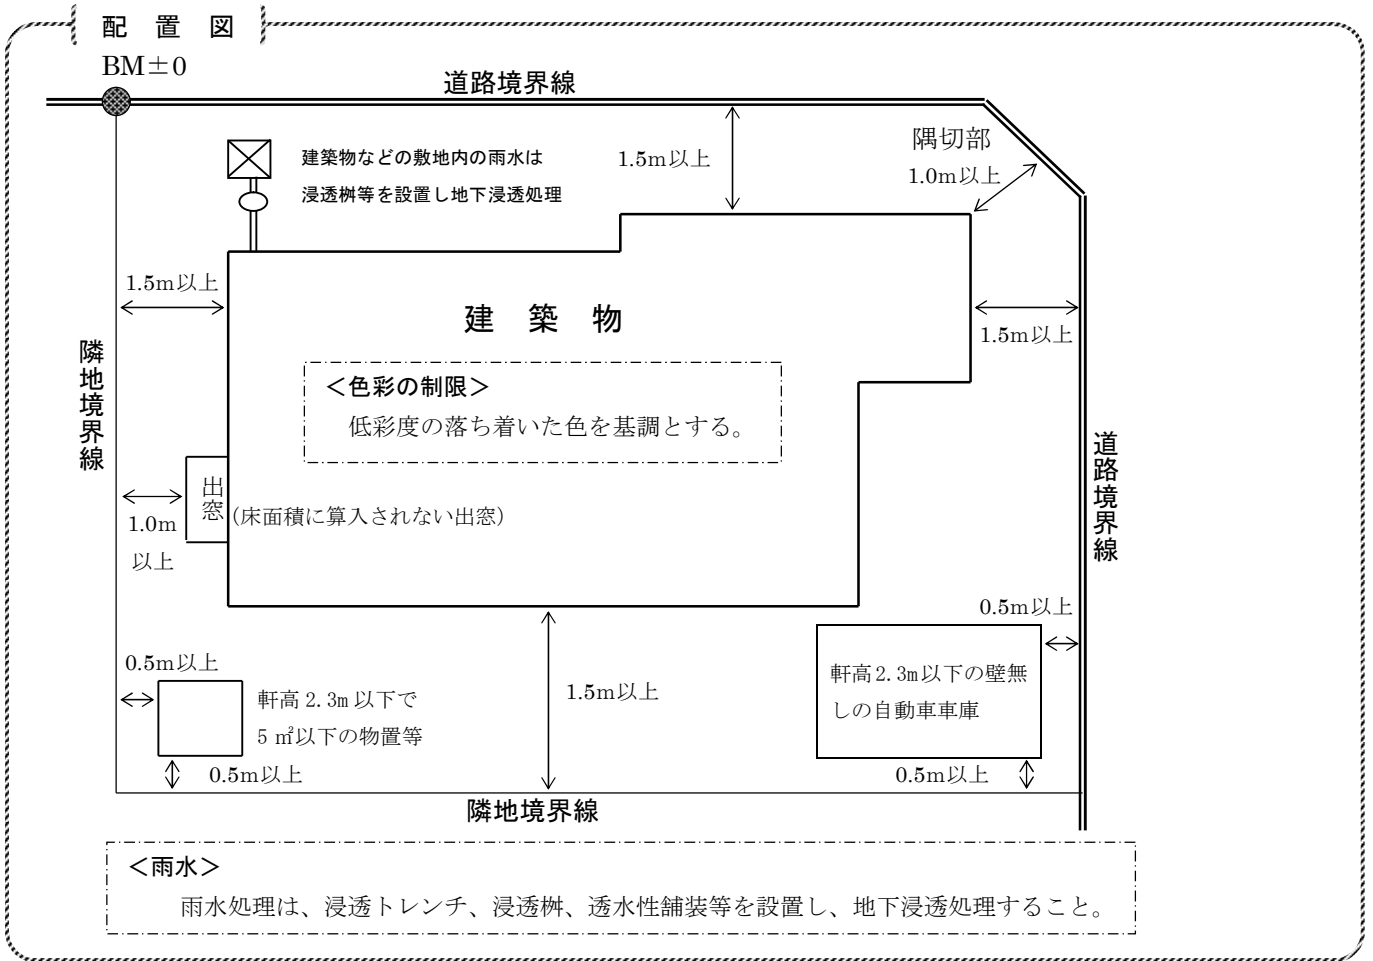 配 置 図
BM±0
道路境界線
隅切部
建築物などの敷地内の雨水は
浸透桝等を設置し地下浸透処理
1.5m以上
1.0m以上
1.5m以上
建 築 物
1.5m以上
隣地境界線
＜色彩の制限＞
低彩度の落ち着いた色を基調とする。
道路境界線
出窓
(床面積に算入されない出窓)
1.0m
以上
0.5m以上
0.5m以上
軒高 2.3m 以下で
5 ㎡以下の物置等
1.5m以上
軒高2.3m以下の壁無
しの自動車車庫
0.5m以上
0.5m以上
隣地境界線
＜雨水＞
雨水処理は、浸透トレンチ、浸透桝、透水性舗装等を設置し、地下浸透処理すること。